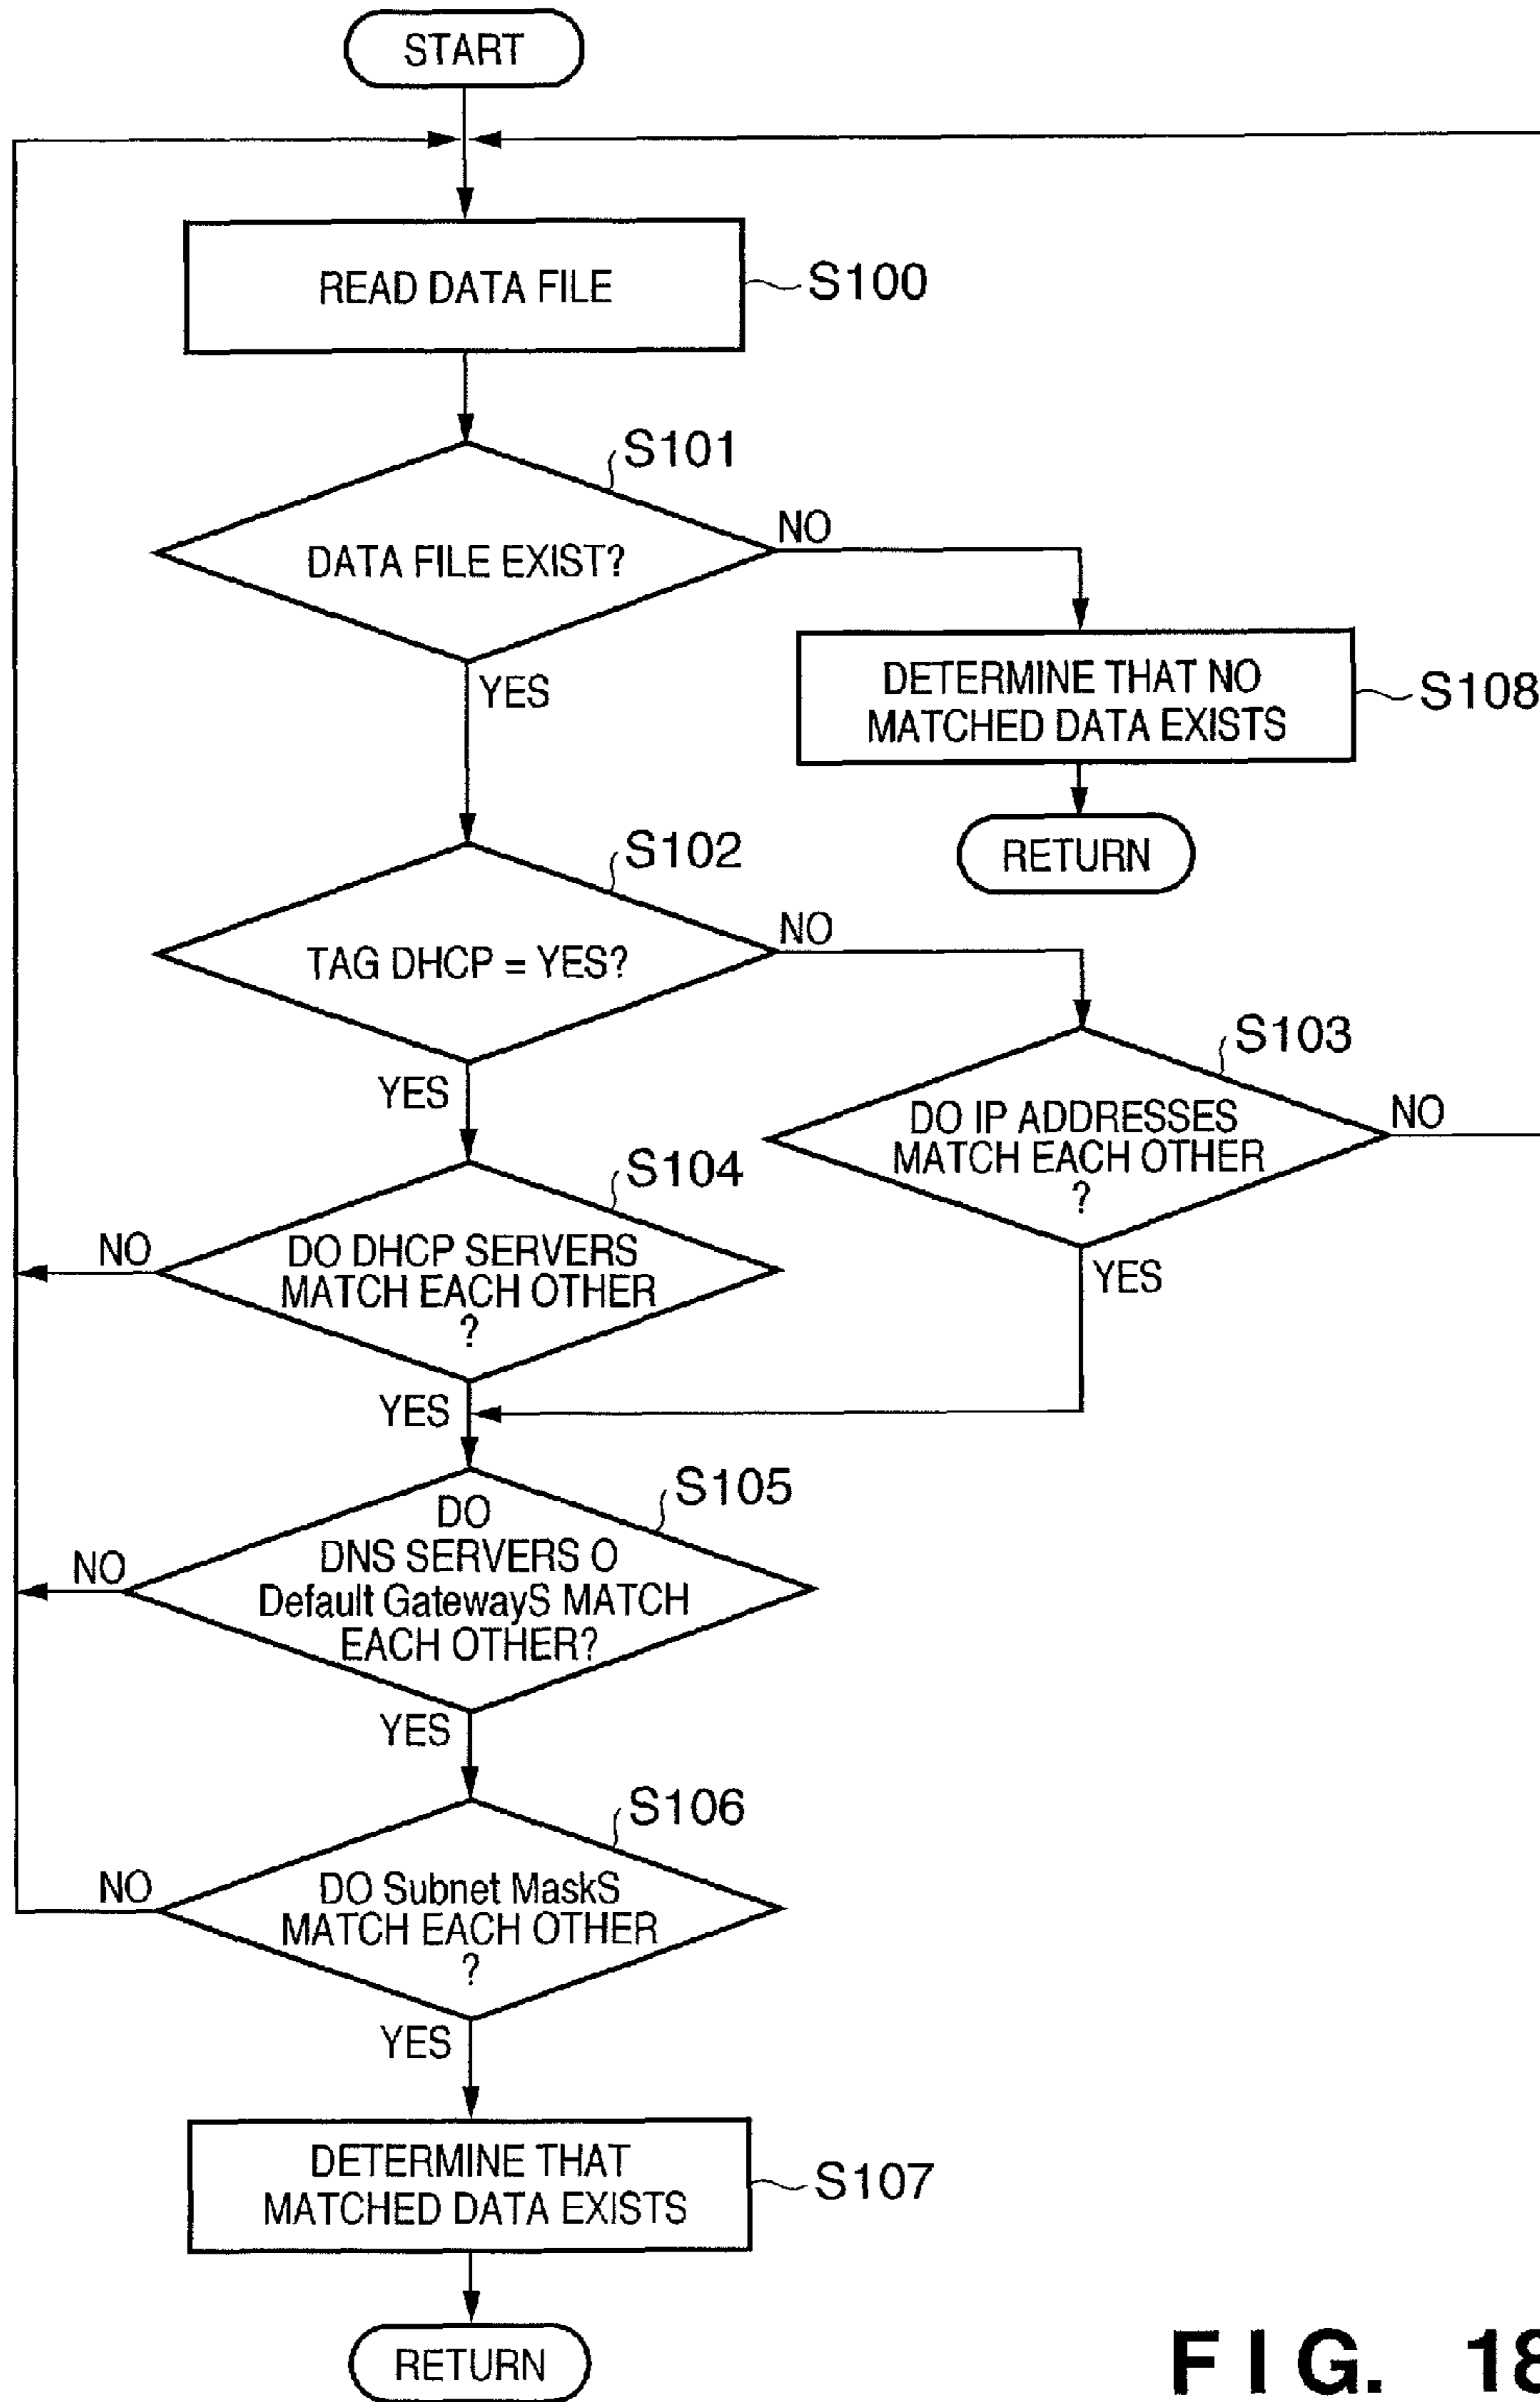 START
READ DATA FILE
S100
S101
DATA FILE EXIST?
NO
YES
DETERMINE THAT NO
MATCHED DATA EXISTS
S108
RETURN
S102
TAG DHCP = YES?
NO
YES
S103
DO IP ADDRESSES
MATCH EACH OTHER
?
NO
YES
S104
DO DHCP SERVERS
MATCH EACH OTHER
?
NO
YES
S105
DO
DNS SERVERS O
Default GatewayS MATCH
EACH OTHER?
NO
YES
S106
DO Subnet MaskS
MATCH EACH OTHER
?
NO
YES
DETERMINE THAT
MATCHED DATA EXISTS
S107
RETURN
FIG. 18